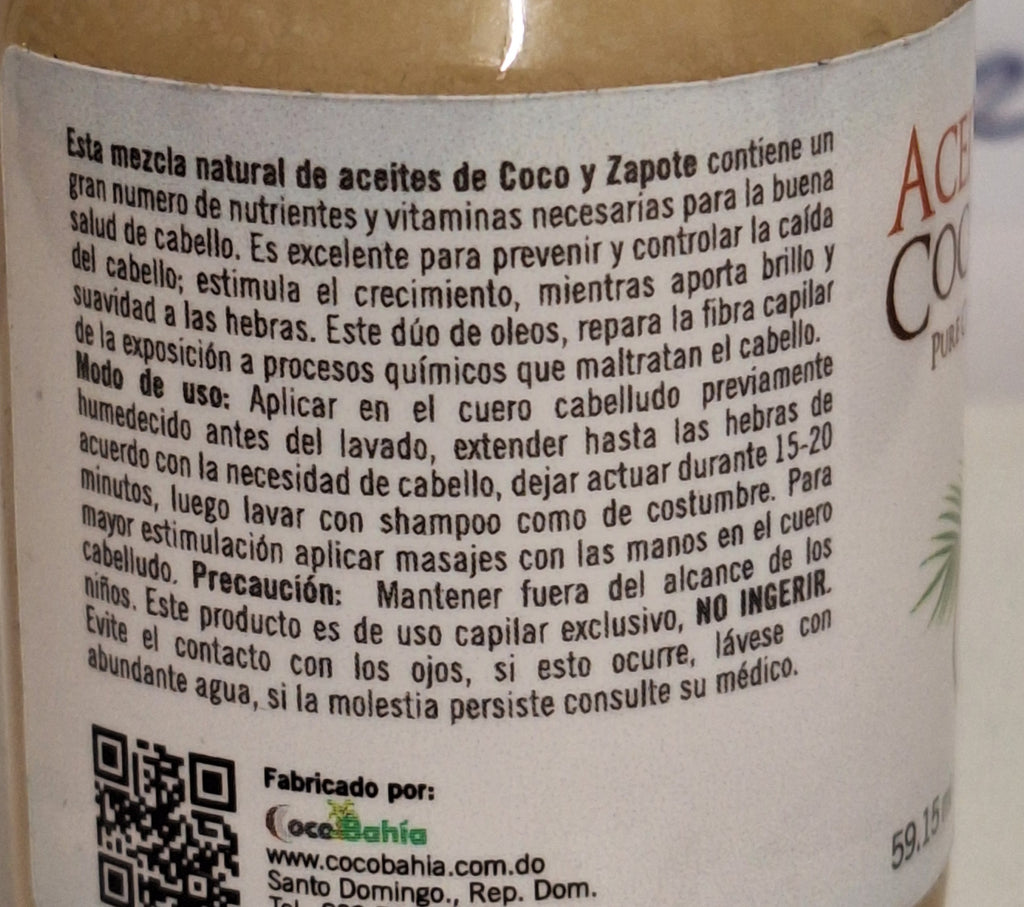 Esta mezcla natural de aceites de Coco y Zapote contiene un
gran numero de nutrientes y vitaminas necesarias para la buena
salud de cabello. Es excelente para prevenir y controlar la caída
del cabello; estimula el crecimiento, mientras aporta brillo y
suavidad a las hebras. Este dúo de oleos, repara la fibra capilar
de la exposición a procesos químicos que maltratan el cabello.
Modo de uso: Aplicar en el cuero cabelludo previamente
humedecido antes del lavado, extender hasta las hebras de
acuerdo con la necesidad de cabello, dejar actuar durante 15-20
minutos, luego lavar con shampoo como de costumbre. Para
mayor estimulación aplicar masajes con las manos en el cuero
cabelludo. Precaución: Mantener fuera del alcance de los
niños. Este producto es de uso capilar exclusivo, NO INGERIR.
Evite el contacto con los ojos, si esto ocurre, lávese con
abundante agua, si la molestia persiste consulte su médico.
Fabricado por:
Coco Bahía
www.cocobahia.com.do
Santo Domingo., Rep. Dom.
59.15